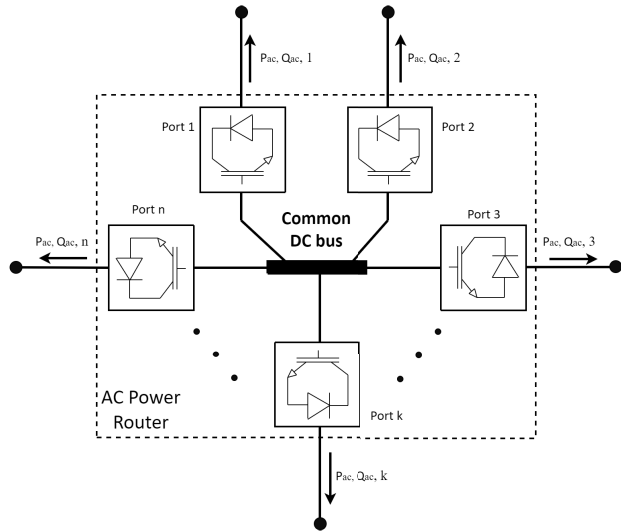 Pac, Qac, 1
Pac, Qac, 2
Port 1
Port 2
Port n
Common
DC bus
Port 3
Pac, Qac, n
Pac, Qac, 3
AC Power
Router
Port k
Pac, Qac, k